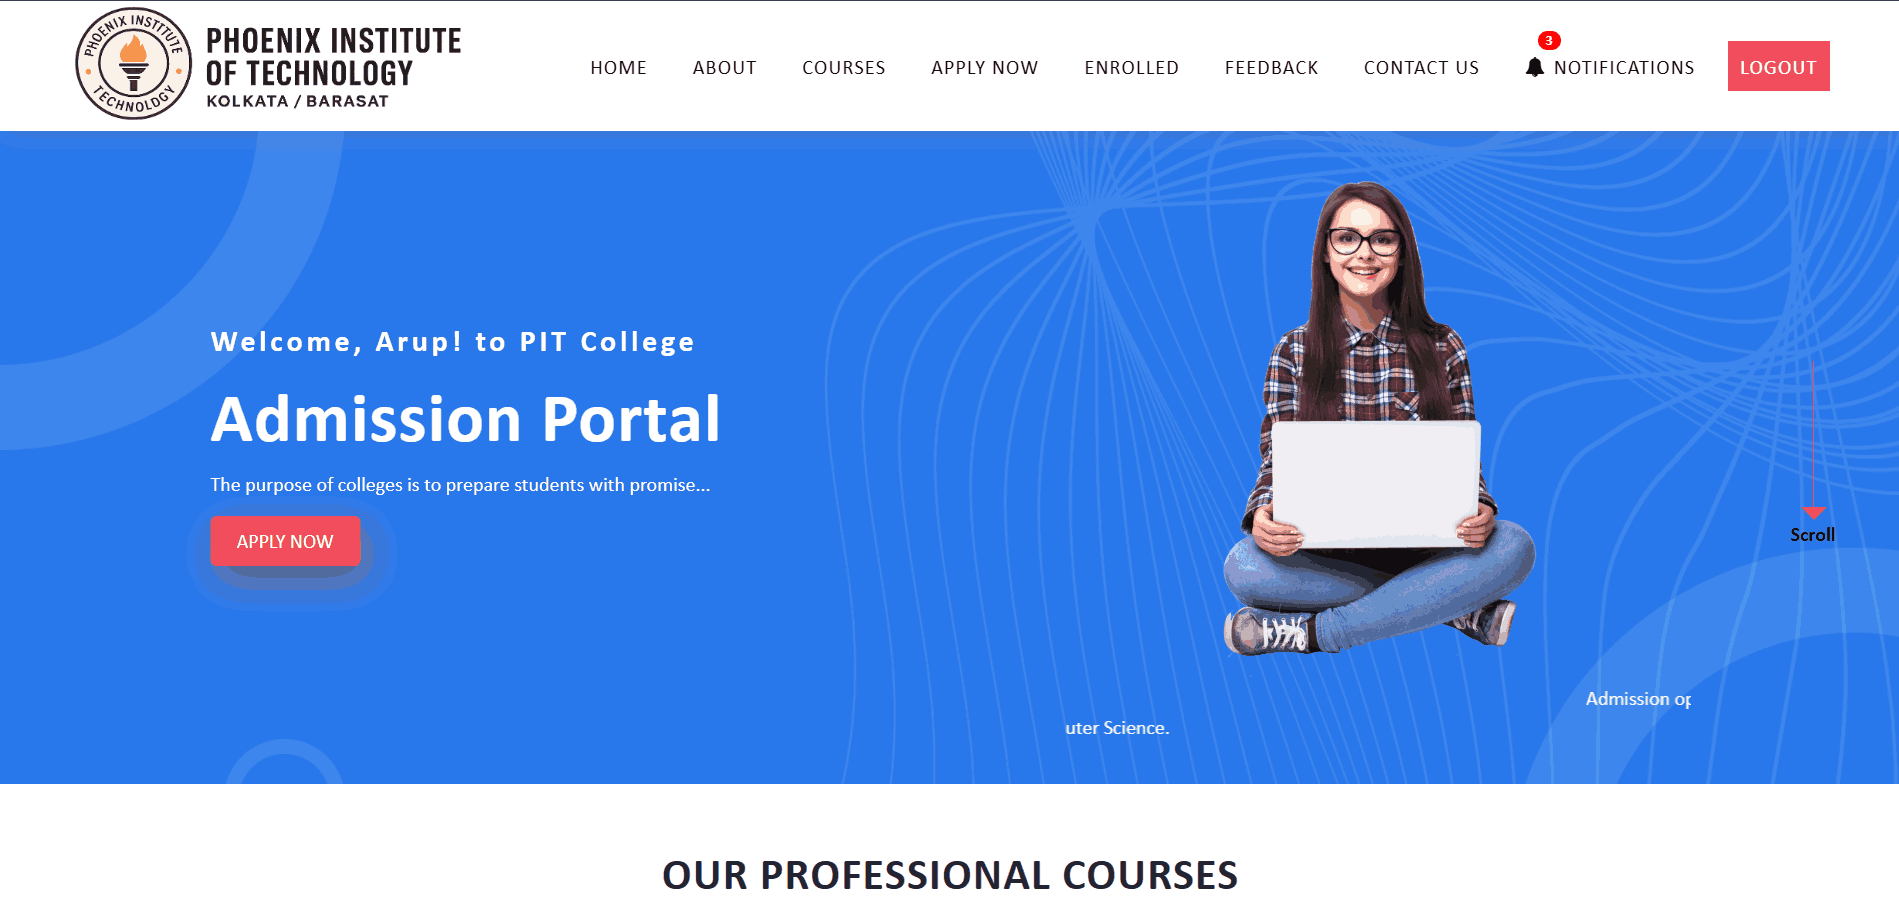 PHOENIX INSTITUTE
TECHNOLOGY
PHOENIX INSTITUTE
OF TECHNOLOGY
KOLKATA / BARASAT
HOME ABOUT COURSES APPLY NOW ENROLLED FEEDBACK CONTACT US 3 NOTIFICATIONS LOGOUT
Welcome, Arup! to PIT College
Admission Portal
The purpose of colleges is to prepare students with promise...
APPLY NOW
Scroll
Admission op
uter Science.
OUR PROFESSIONAL COURSES